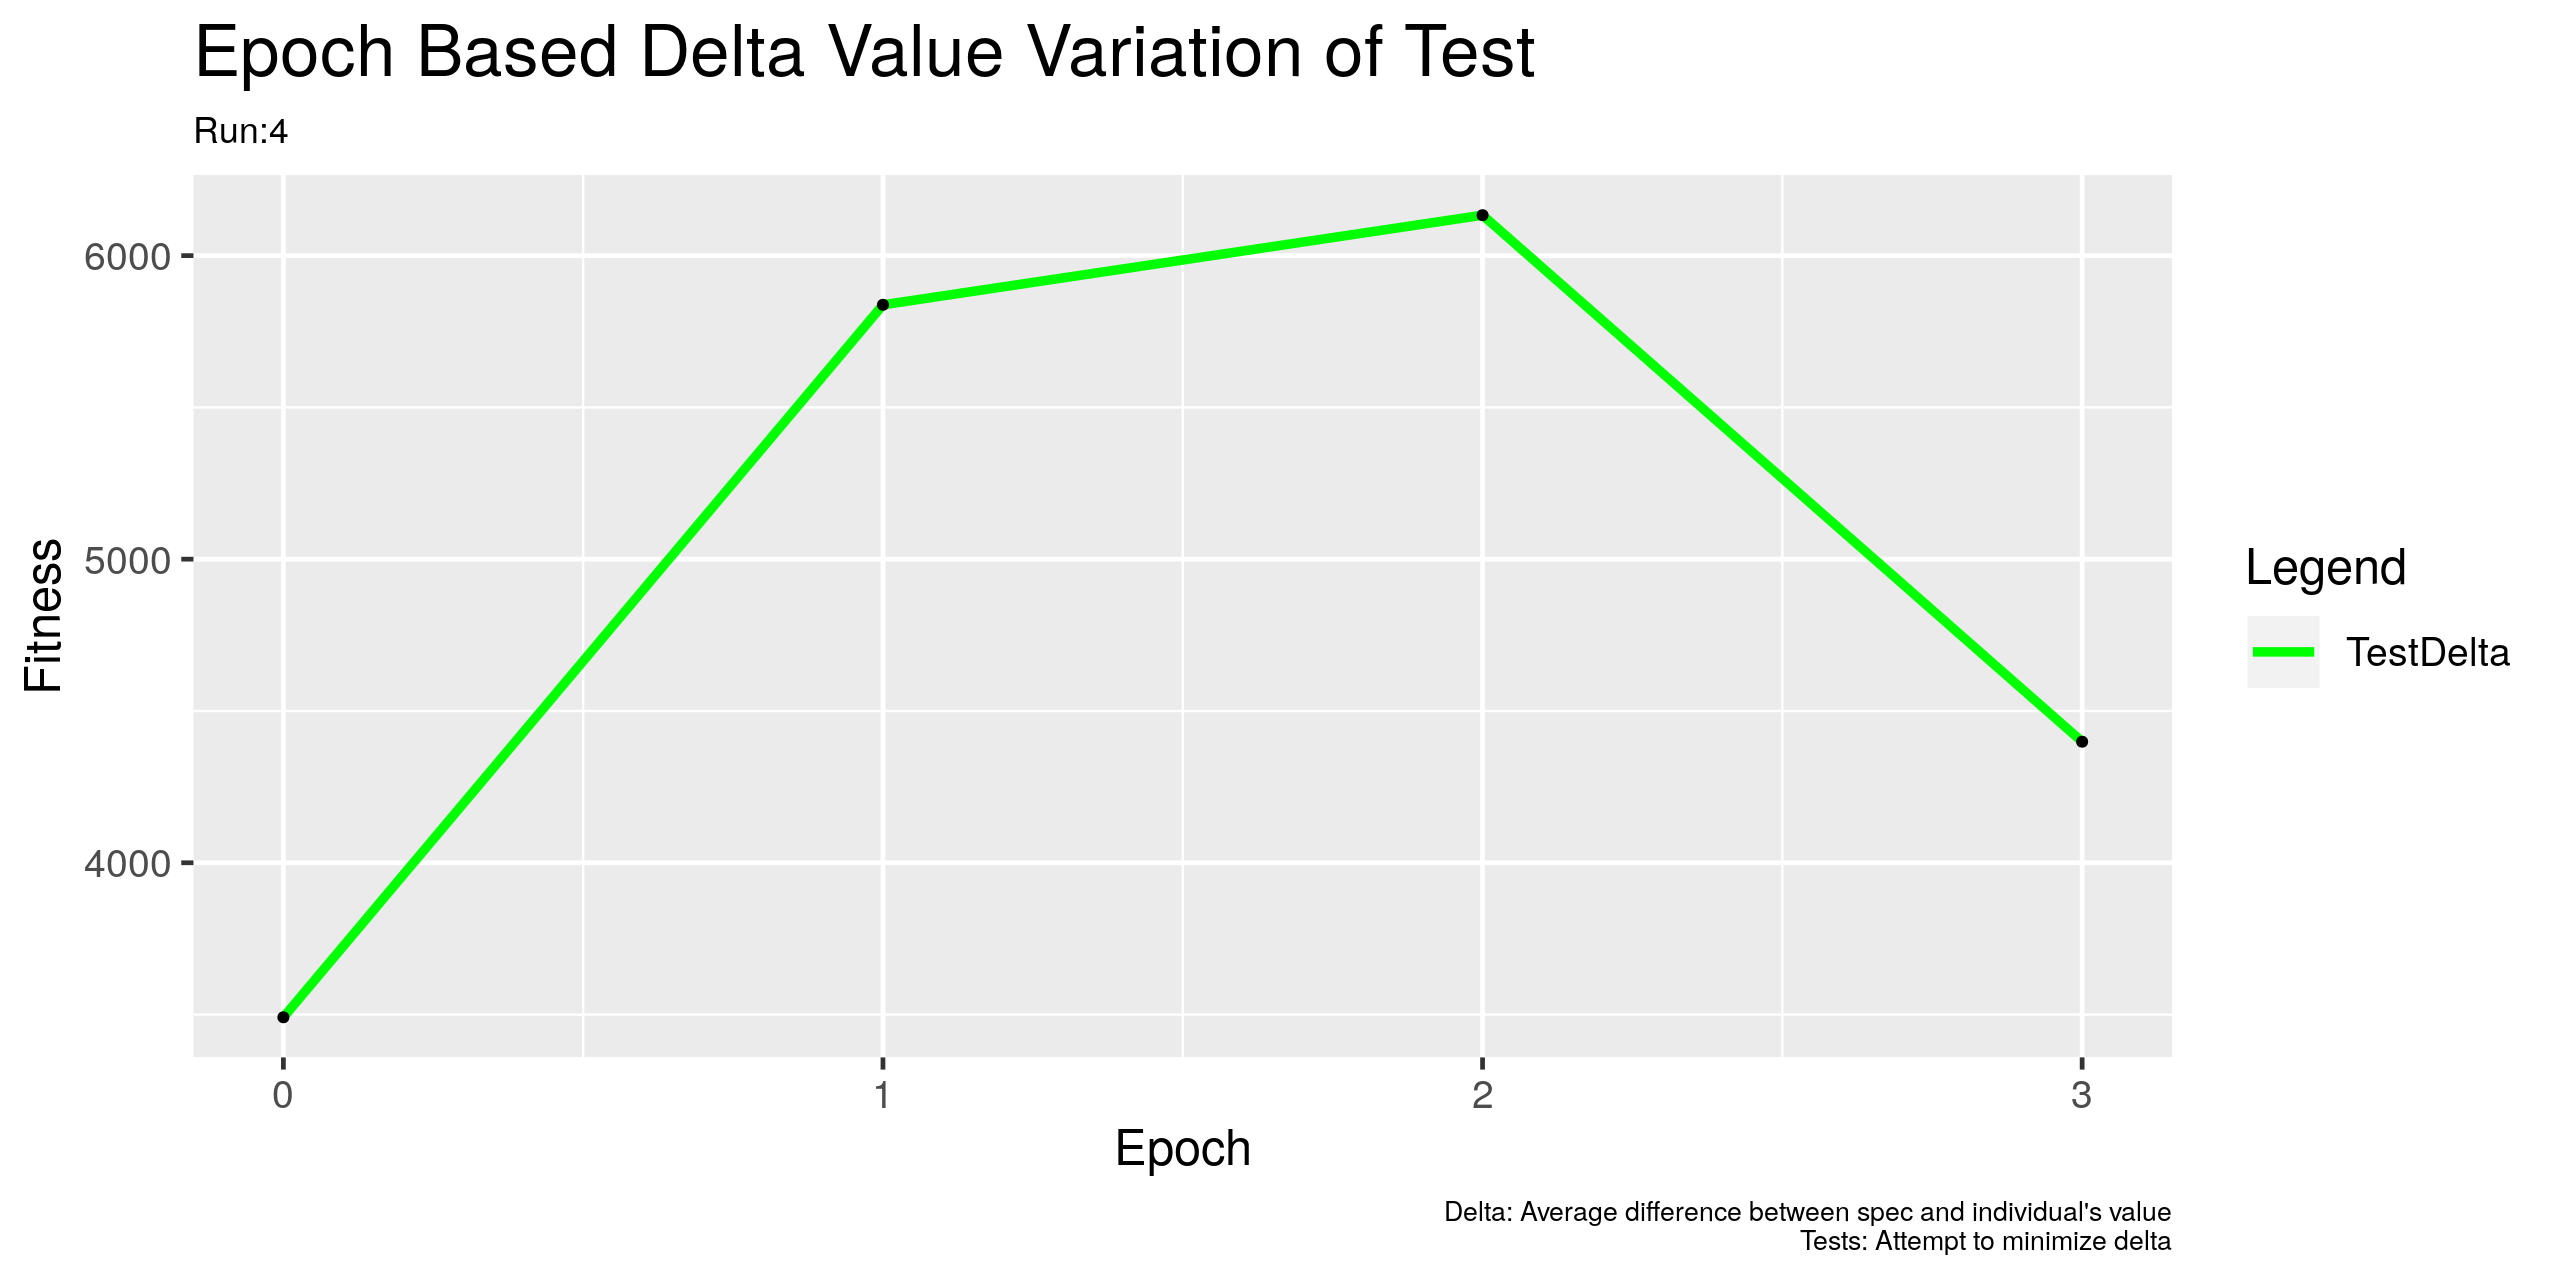 Epoch Based Delta Value Variation of Test
Run:4
6000
5000
4000
Fitness
0 1 2 3
Epoch
Legend
TestDelta
Delta: Average difference between spec and individual's value
Tests: Attempt to minimize delta